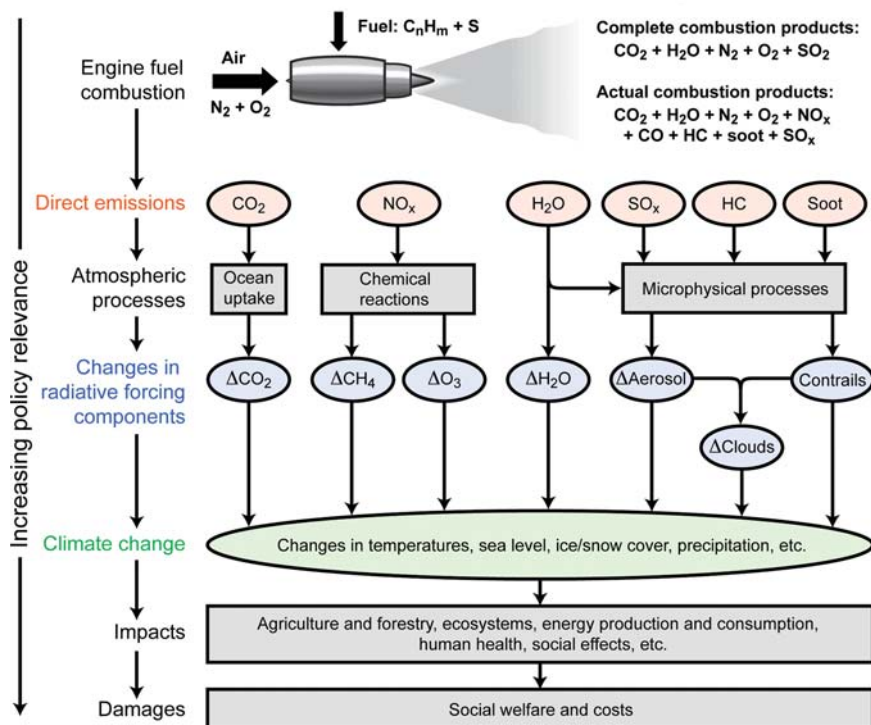 Fuel: CₙHₘ + S
Air
N₂ + O₂
Complete combustion products:
CO₂ + H₂O + N₂ + O₂ + SO₂
Actual combustion products:
CO₂ + H₂O + N₂ + O₂ + NOₓ
+ CO + HC + soot + SOₓ
Increasing policy relevance
Engine fuel
combustion
Direct emissions
CO₂
NOₓ
H₂O
SOₓ
HC
Soot
Atmospheric
processes
Ocean
uptake
Chemical
reactions
Microphysical processes
Changes in
radiative forcing
components
ΔCO₂
ΔCH₄
ΔO₃
ΔH₂O
ΔAerosol
Contrails
ΔClouds
Climate change
Changes in temperatures, sea level, ice/snow cover, precipitation, etc.
Impacts
Agriculture and forestry, ecosystems, energy production and consumption,
human health, social effects, etc.
Damages
Social welfare and costs